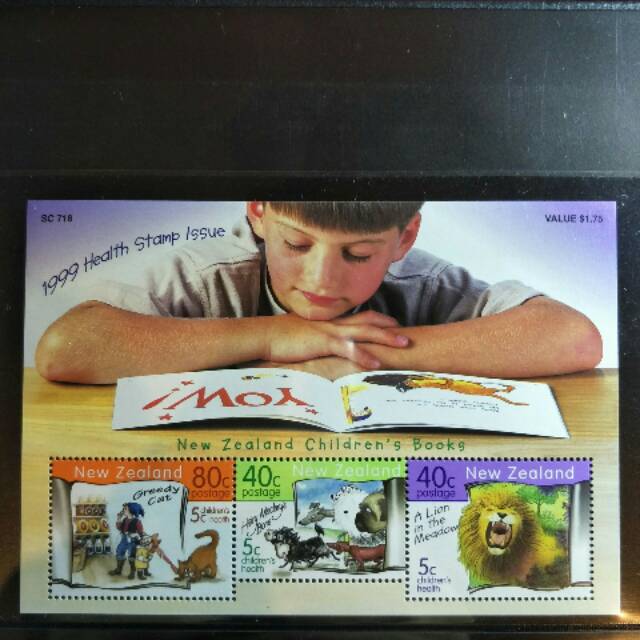 SC 718
VALUE $1.75
1999 Health Stamp Issue
YOW!
New Zealand Children's Books
New Zealand 80c
postage
Greedy
Cat
5c children's
health
40c New Zealand
postage
Hairy Maclary's
Bone
5c
children's
health
40c New Zealand
postage
A Lion
in the
Meadow
5c
children's
health